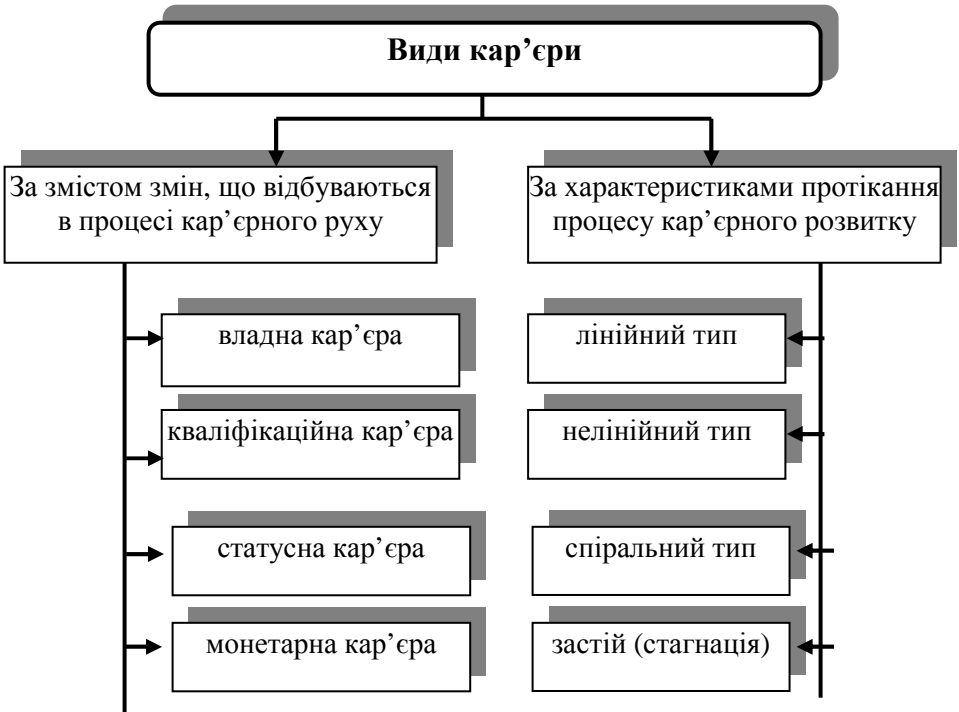 Види кар’єри
За змістом змін, що відбуваються
в процесі кар’єрного руху
За характеристиками протікання
процесу кар’єрного розвитку
владна кар’єра
кваліфікаційна кар’єра
статусна кар’єра
монетарна кар’єра
лінійний тип
нелінійний тип
спіральний тип
застій (стагнація)